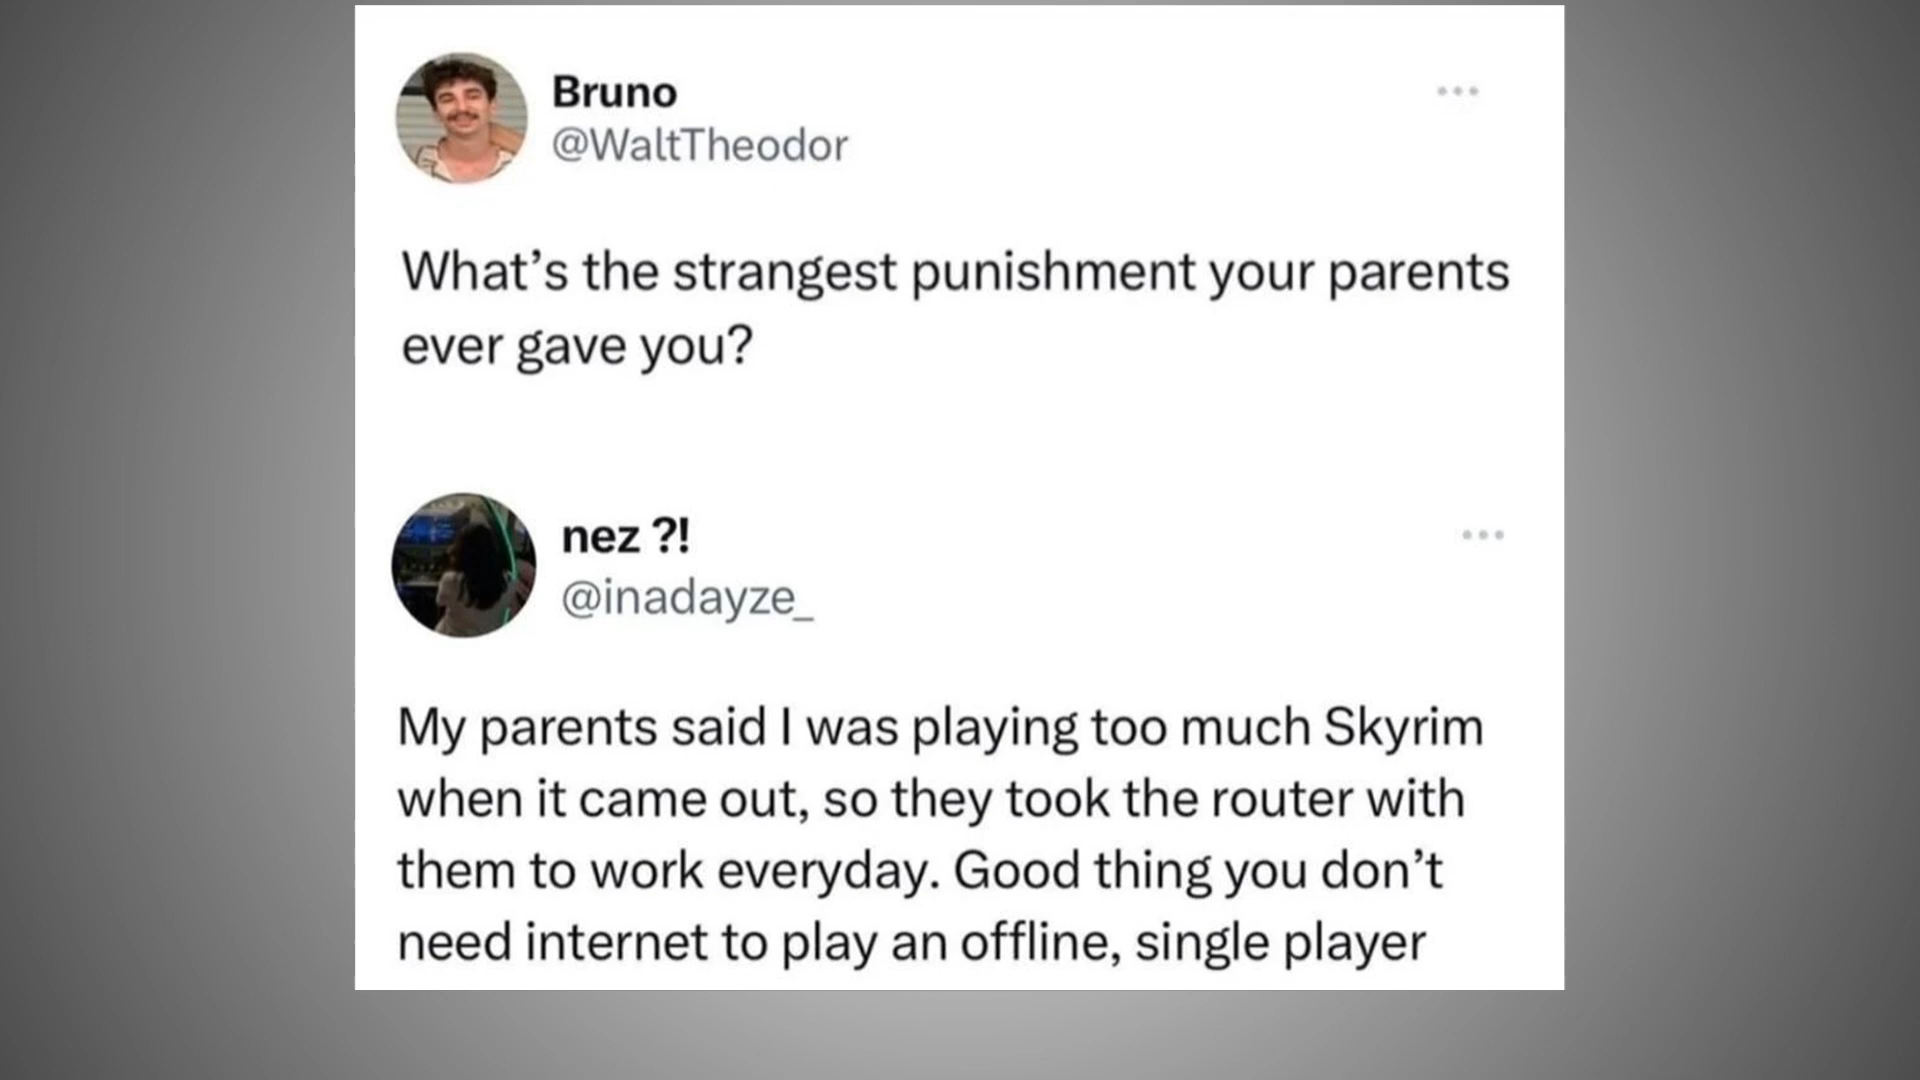 Bruno
@WaltTheodor
What’s the strangest punishment your parents
ever gave you?
nez ?!
@inadayze_
My parents said I was playing too much Skyrim
when it came out, so they took the router with
them to work everyday. Good thing you don’t
need internet to play an offline, single player